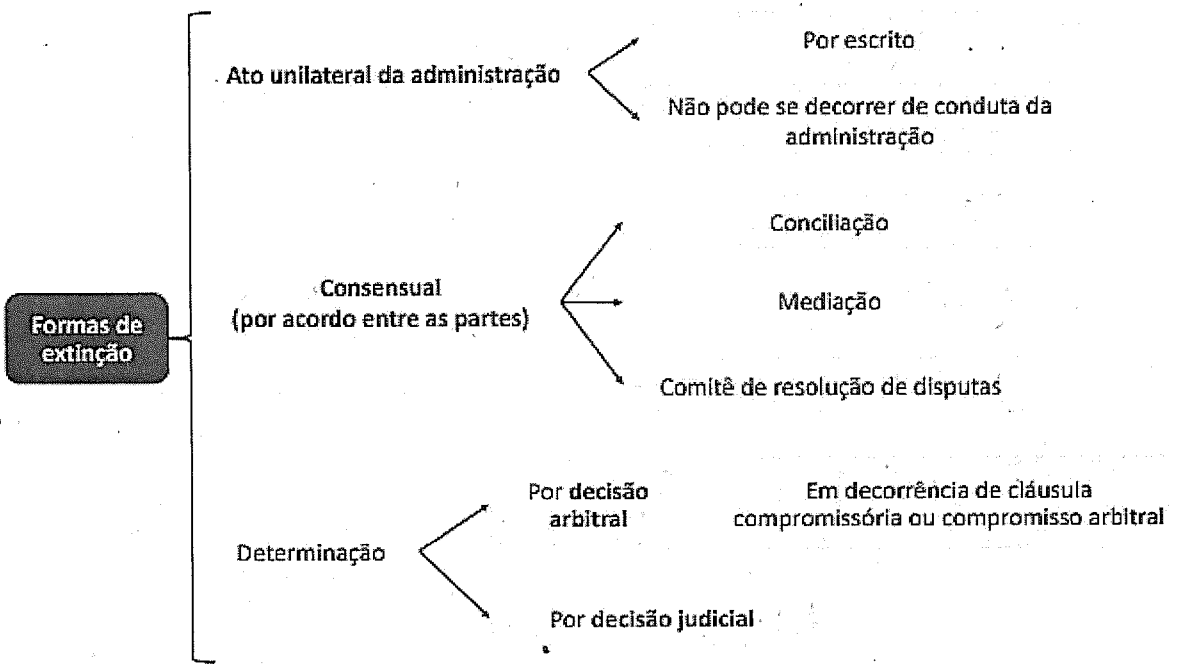 Por escrito
Ato unilateral da administração
Não pode se decorrer de conduta da
administração
Conciliação
Consensual
(por acordo entre as partes)
Mediação
Formas de
extinção
Comitê de resolução de disputas
Por decisão
arbitral
Em decorrência de cláusula
compromissória ou compromisso arbitral
Determinação
Por decisão judicial